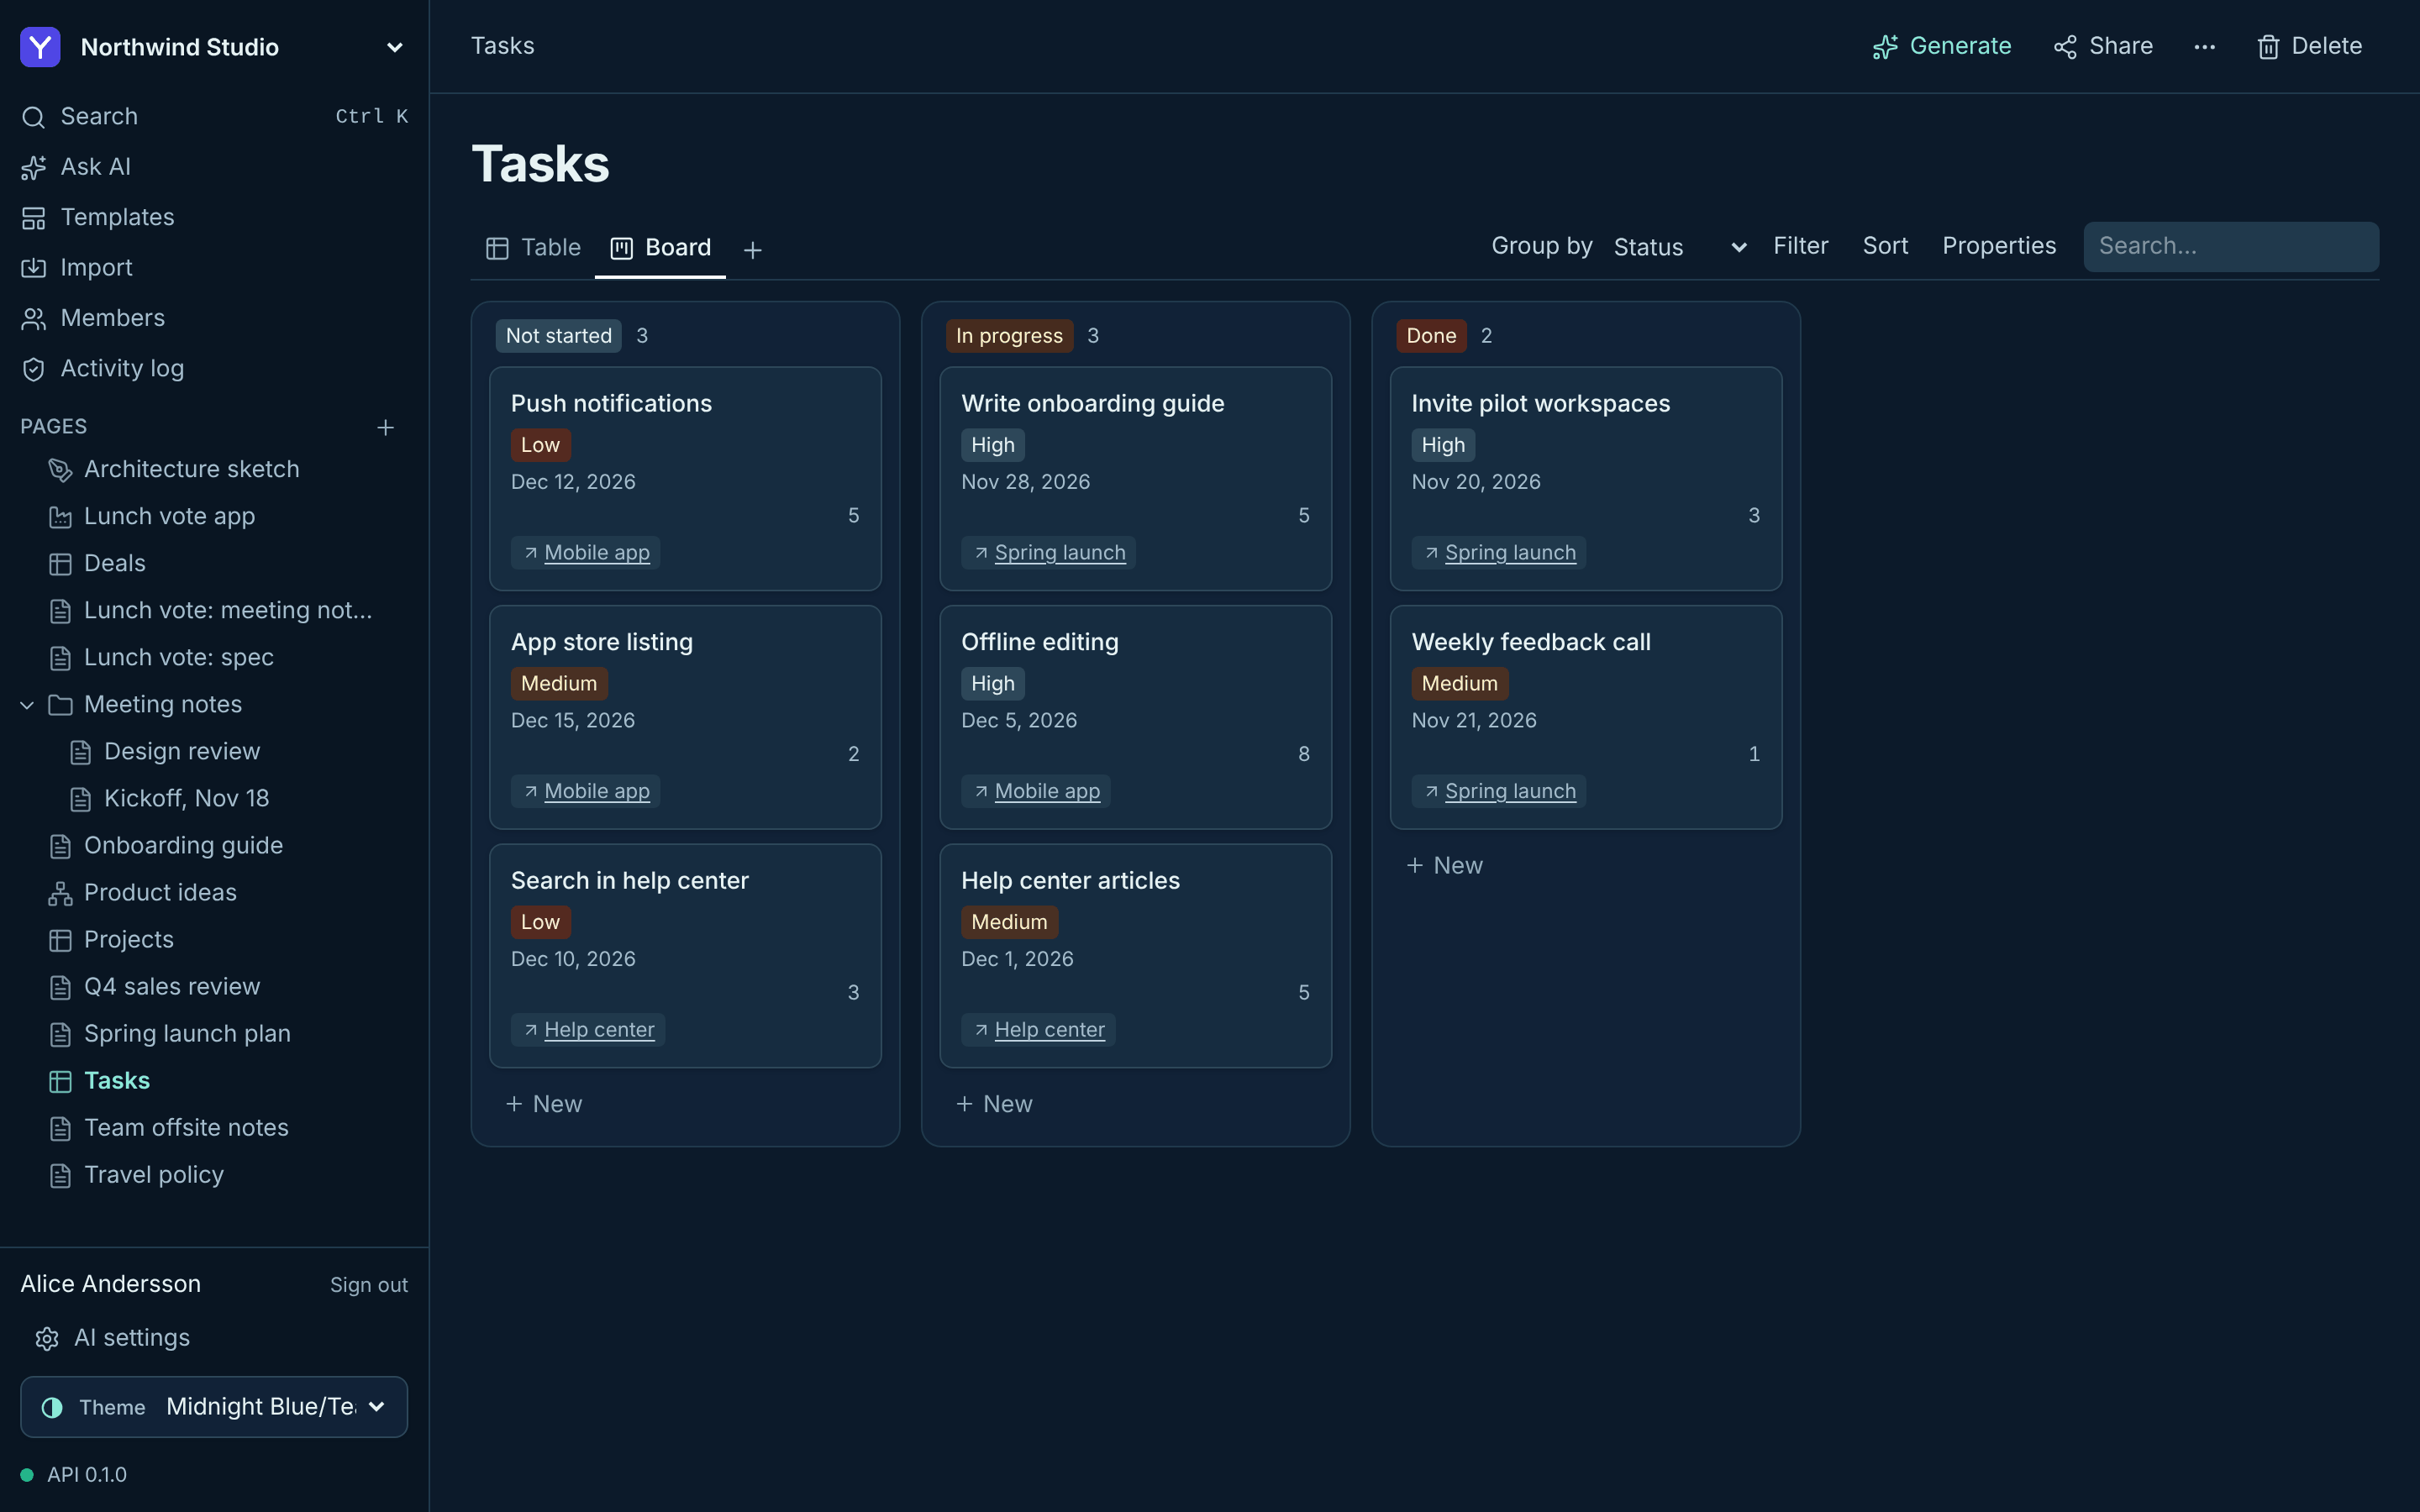 Northwind Studio
Search Ctrl K
Ask AI
Templates
Import
Members
Activity log
PAGES
Architecture sketch
Lunch vote app
Deals
Lunch vote: meeting not...
Lunch vote: spec
Meeting notes
Design review
Kickoff, Nov 18
Onboarding guide
Product ideas
Projects
Q4 sales review
Spring launch plan
Tasks
Team offsite notes
Travel policy
Alice Andersson Sign out
AI settings
Theme Midnight Blue/Tea
API 0.1.0
Tasks
Generate Share Delete
Tasks
Table Board
Group by Status Filter Sort Properties Search...
Not started 3
Push notifications
Low
Dec 12, 2026
5
Mobile app
App store listing
Medium
Dec 15, 2026
2
Mobile app
Search in help center
Low
Dec 10, 2026
3
Help center
+ New
In progress 3
Write onboarding guide
High
Nov 28, 2026
5
Spring launch
Offline editing
High
Dec 5, 2026
8
Mobile app
Help center articles
Medium
Dec 1, 2026
5
Help center
+ New
Done 2
Invite pilot workspaces
High
Nov 20, 2026
3
Spring launch
Weekly feedback call
Medium
Nov 21, 2026
1
Spring launch
+ New